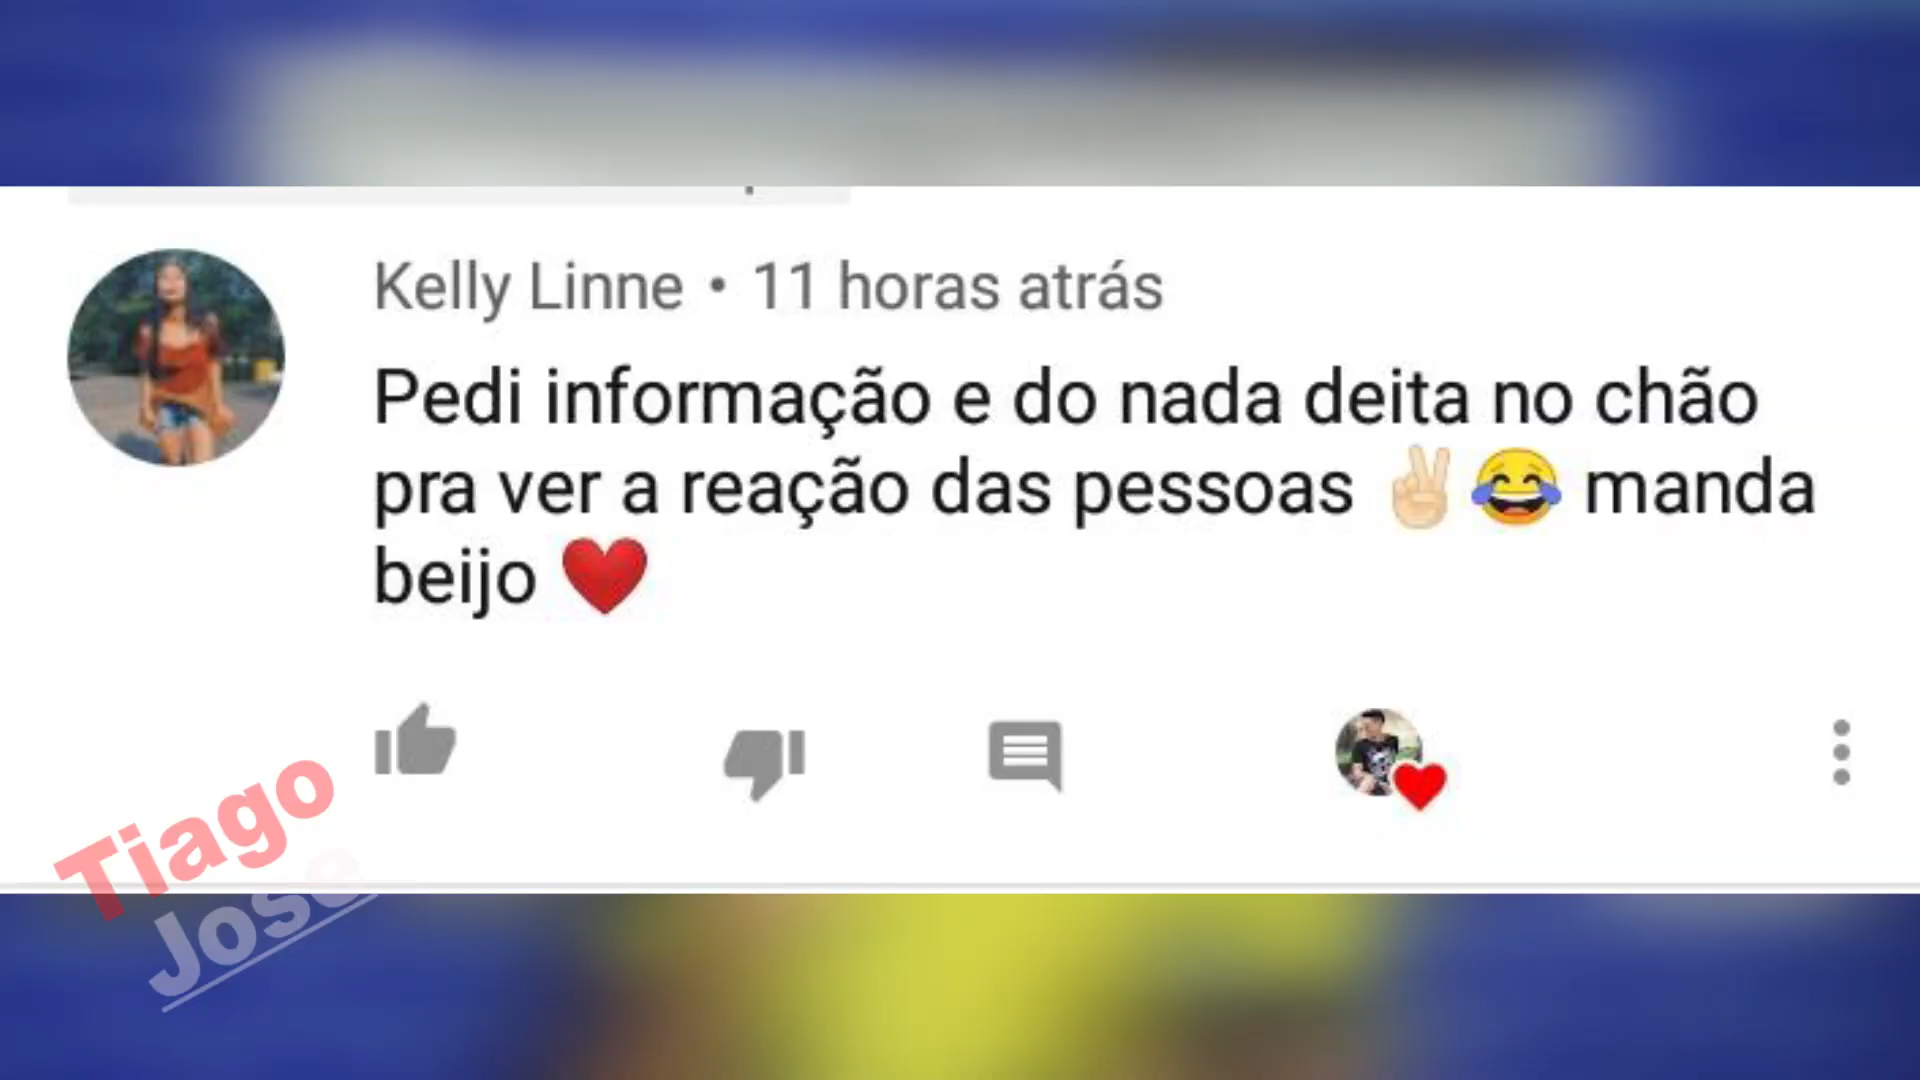 Kelly Linne • 11 horas atrás
Pedi informação e do nada deita no chão
pra ver a reação das pessoas ✌🏻😂 manda
beijo ❤️
Tiago
Jose